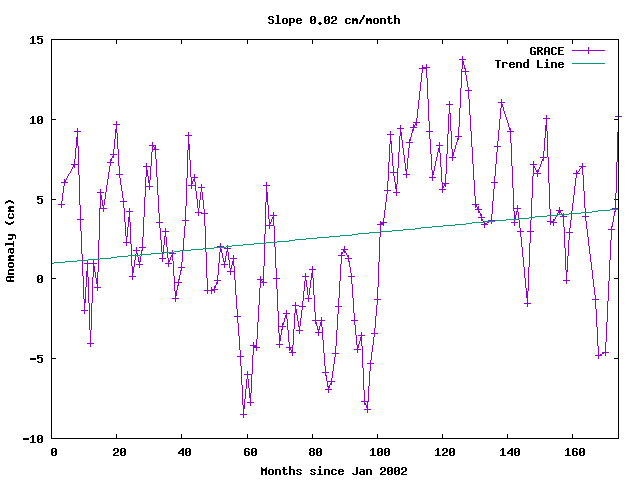 Slope 0.02 cm/month
15
GRACE
Trend Line
10
5
0
-5
-10
Anomaly (cm)
0 20 40 60 80 100 120 140 160
Months since Jan 2002